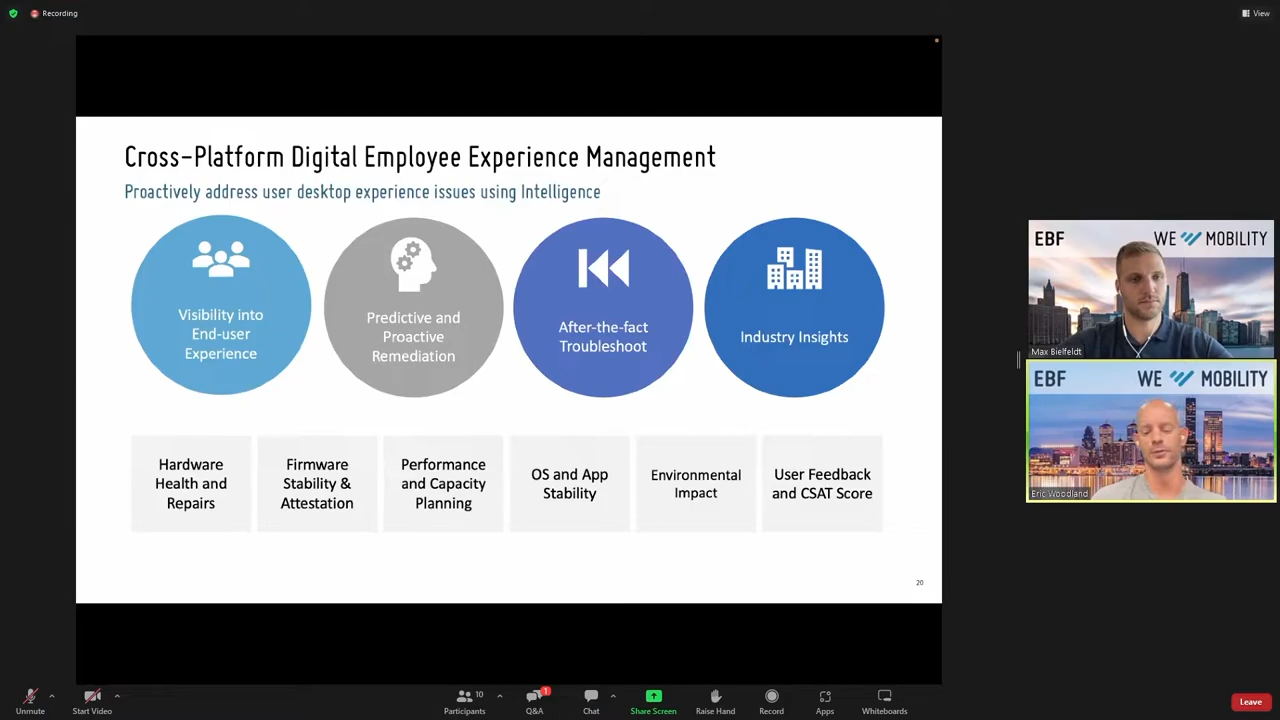 Recording
View
Cross-Platform Digital Employee Experience Management
Proactively address user desktop experience issues using Intelligence
Visibility into
End-user
Experience
Predictive and
Proactive
Remediation
After-the-fact
Troubleshoot
Industry Insights
Hardware
Health and
Repairs
Firmware
Stability &
Attestation
Performance
and Capacity
Planning
OS and App
Stability
Environmental
Impact
User Feedback
and CSAT Score
20
EBF
WE MOBILITY
Max Bielfeldt
EBF
WE MOBILITY
Eric Woodland
Unmute
Start Video
Participants
10
Q&A
1
Chat
Share Screen
Raise Hand
Record
Apps
Whiteboards
Leave